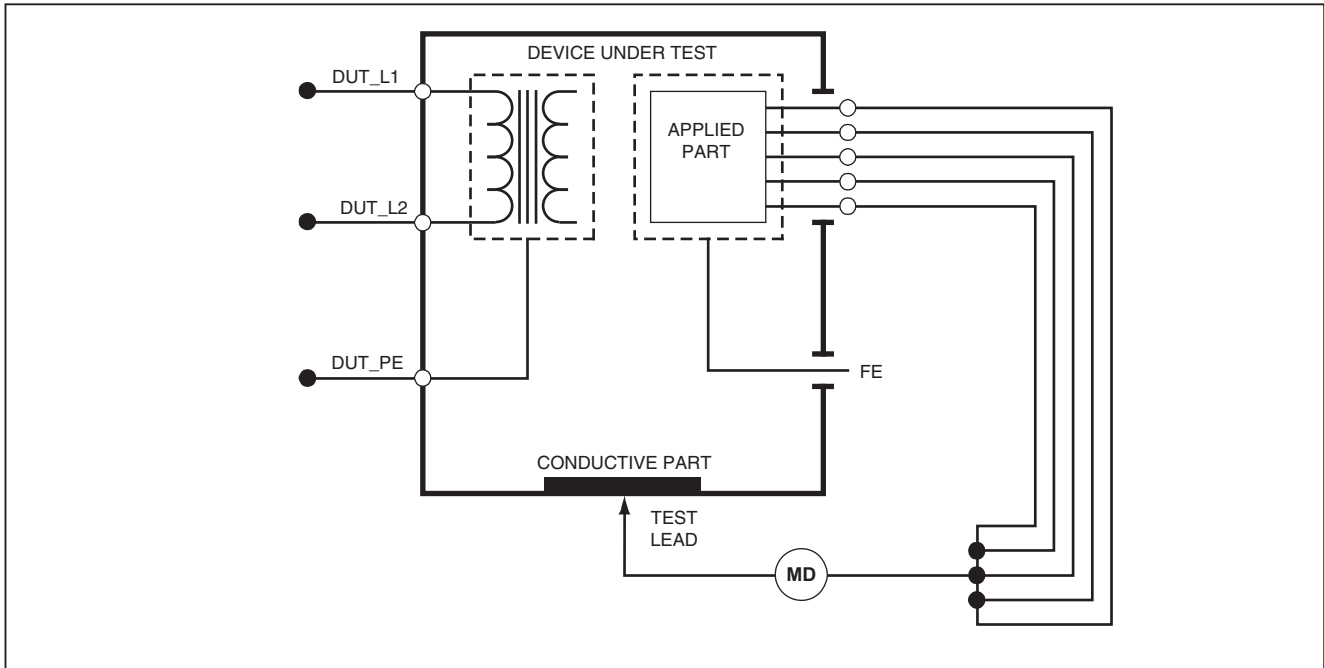 DEVICE UNDER TEST
DUT_L1
APPLIED
PART
DUT_L2
DUT_PE
FE
CONDUCTIVE PART
TEST
LEAD
MD